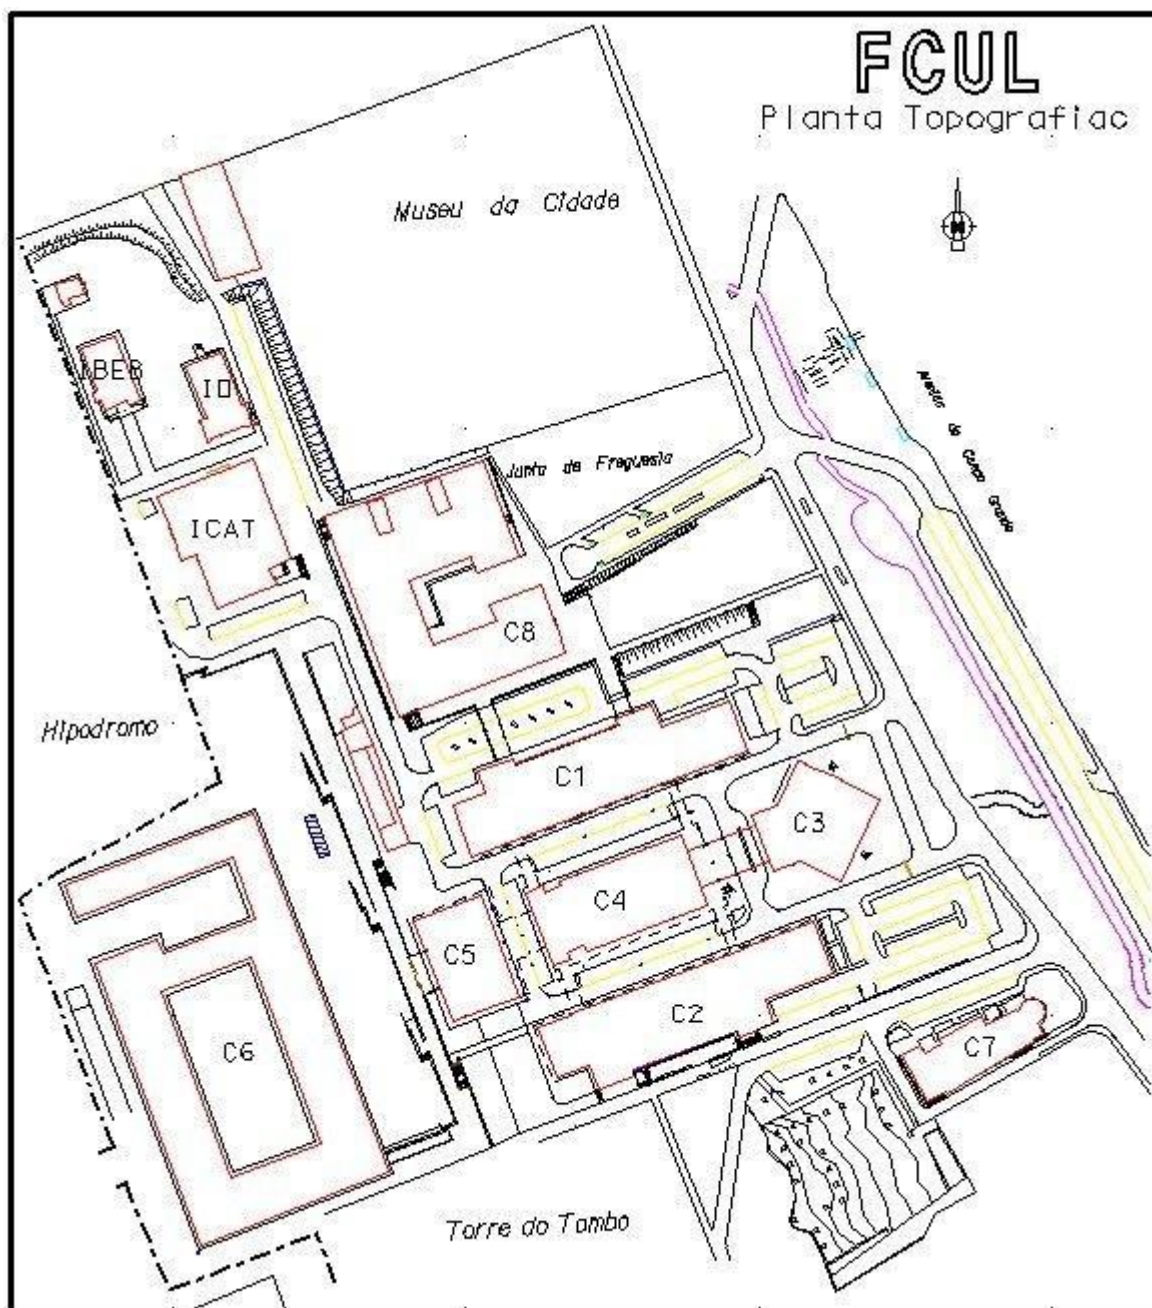 FCUL
Planta Topografiac
Museu da Cidade
IBEB
IO
Junta de Freguesia
ICAT
C8
Hipodromo
C1
C3
C4
C5
C2
C6
C7
Torre do Tombo